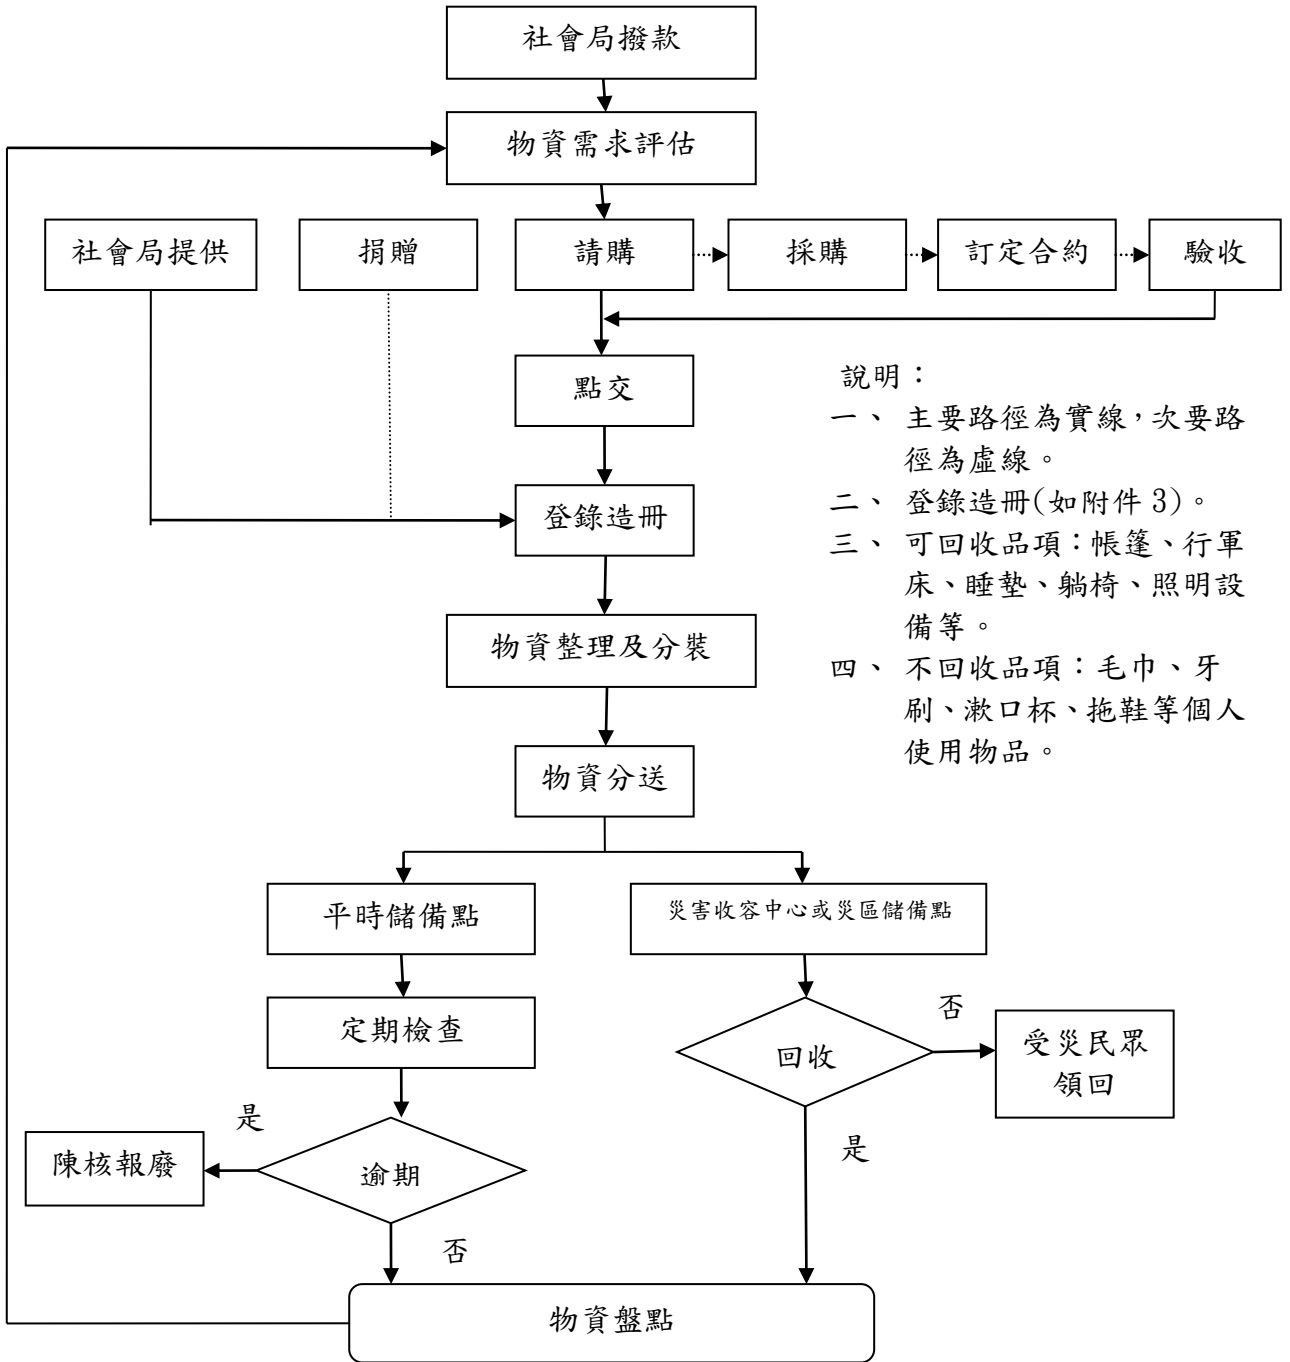 社會局撥款
物資需求評估
社會局提供
捐贈
請購
採購
訂定合約
驗收
點交
說明：
一、 主要路徑為實線，次要路
徑為虛線。
二、 登錄造冊(如附件 3)。
三、 可回收品項：帳篷、行軍
床、睡墊、躺椅、照明設
備等。
四、 不回收品項：毛巾、牙
刷、漱口杯、拖鞋等個人
使用物品。
登錄造冊
物資整理及分裝
物資分送
平時儲備點
災害收容中心或災區儲備點
定期檢查
回收
否
受災民眾
領回
是
陳核報廢
是
逾期
否
物資盤點